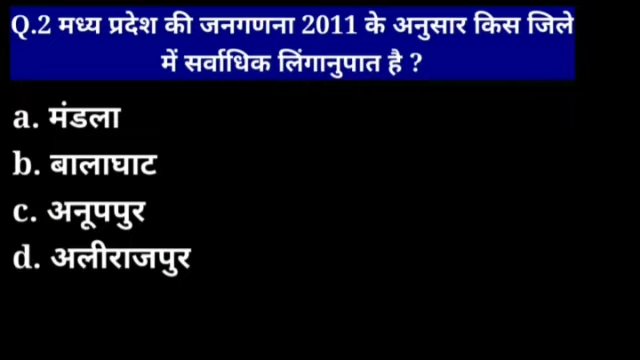 Q.2 मध्य प्रदेश की जनगणना 2011 के अनुसार किस जिले
में सर्वाधिक लिंगानुपात है ?
a. मंडला
b. बालाघाट
c. अनूपपुर
d. अलीराजपुर